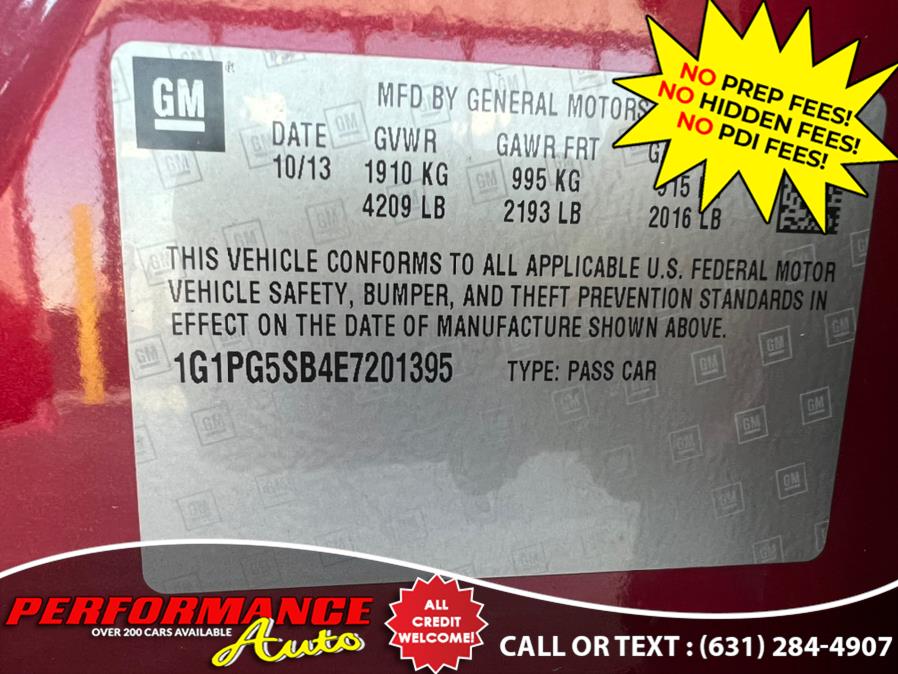 GM
MFD BY GENERAL MOTORS
DATE GVWR GAWR FRT
10/13 1910 KG 995 KG
4209 LB 2193 LB 2016 LB
THIS VEHICLE CONFORMS TO ALL APPLICABLE U.S. FEDERAL MOTOR
VEHICLE SAFETY, BUMPER, AND THEFT PREVENTION STANDARDS IN
EFFECT ON THE DATE OF MANUFACTURE SHOWN ABOVE.
1G1PG5SB4E7201395 TYPE: PASS CAR
NO PREP FEES!
NO HIDDEN FEES!
NO PDI FEES!
PERFORMANCE
OVER 200 CARS AVAILABLE
Auto
ALL
CREDIT
WELCOME!
CALL OR TEXT : (631) 284-4907